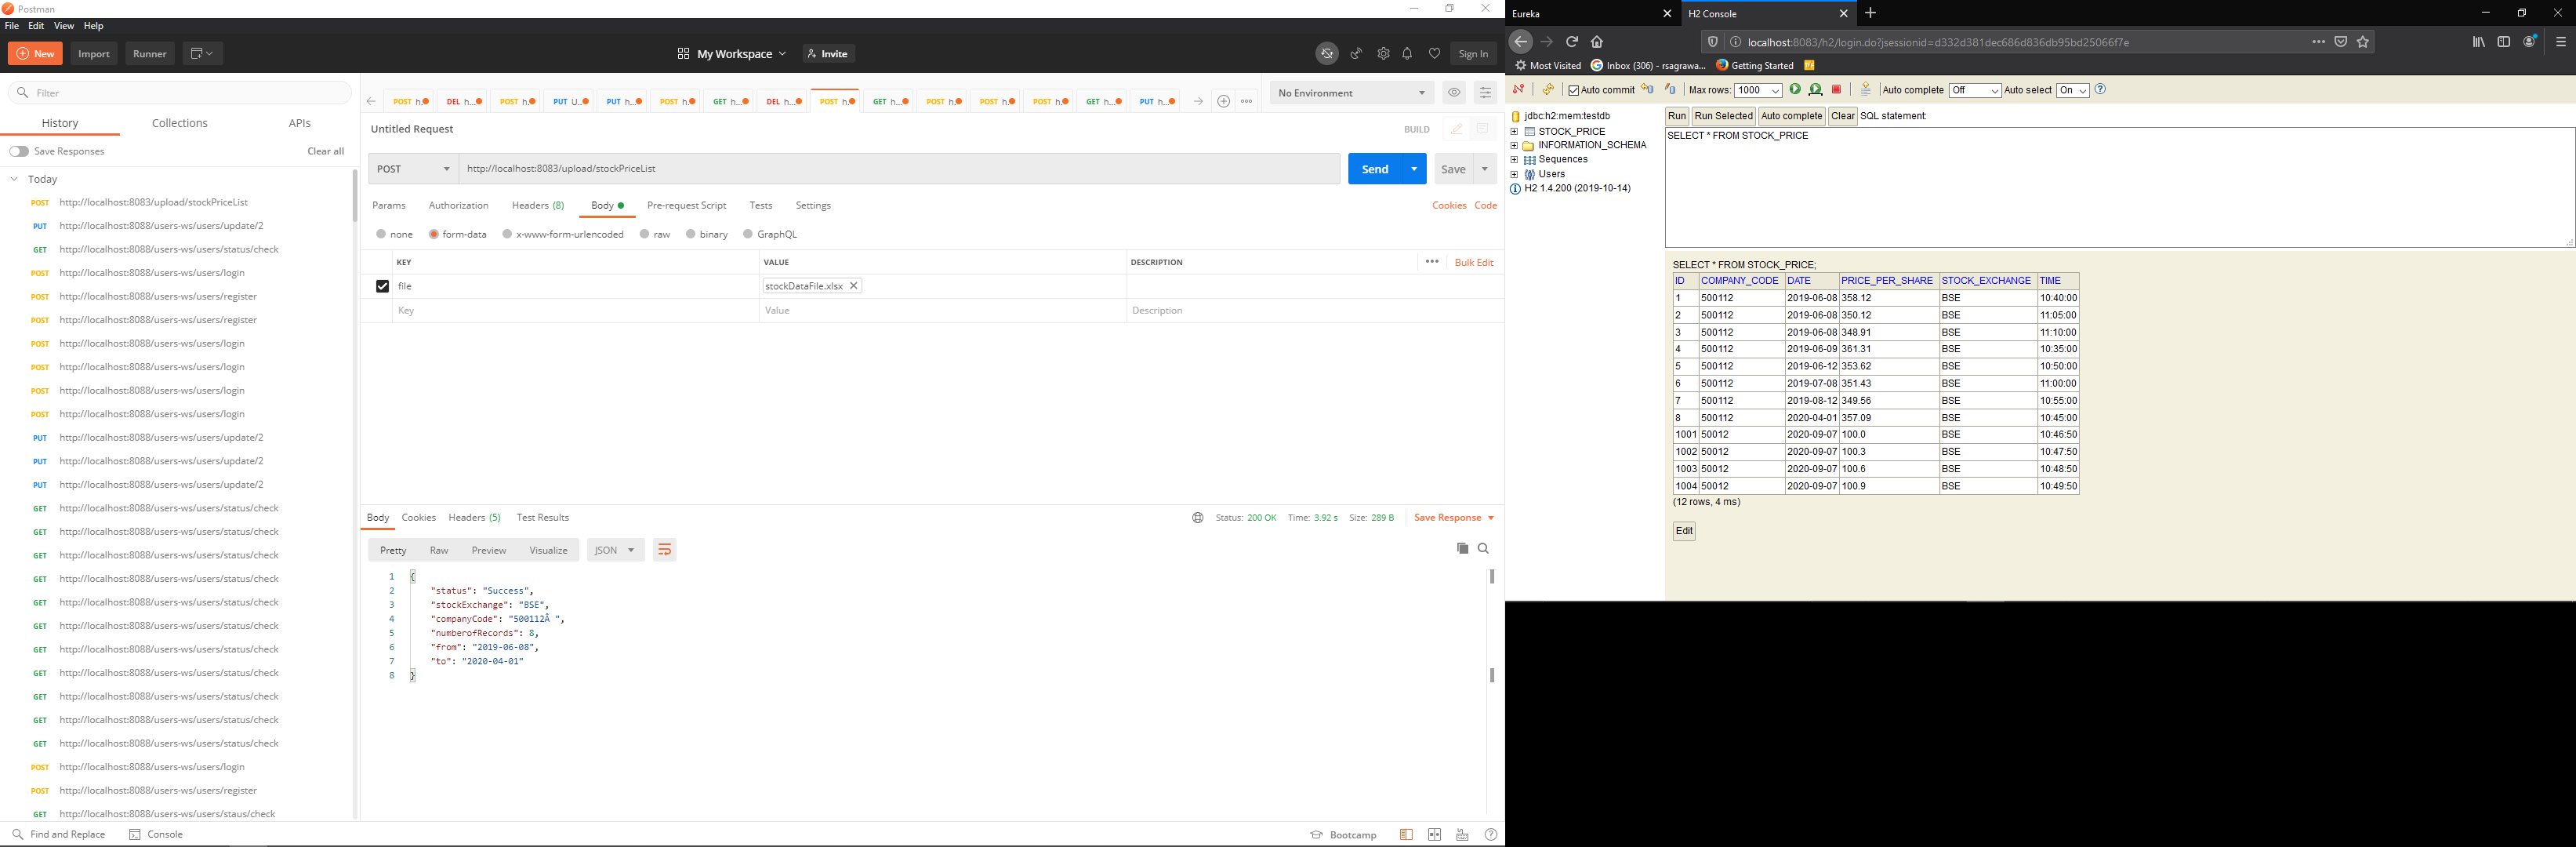 Postman
File Edit View Help
New Import Runner My Workspace Invite Sign In
Filter
History Collections APIs
Save Responses Clear all
Today
POST http://localhost:8083/upload/stockPriceList
PUT http://localhost:8088/users-ws/users/update/2
GET http://localhost:8088/users-ws/users/status/check
POST http://localhost:8088/users-ws/users/login
POST http://localhost:8088/users-ws/users/register
POST http://localhost:8088/users-ws/users/register
POST http://localhost:8088/users-ws/users/login
POST http://localhost:8088/users-ws/users/login
POST http://localhost:8088/users-ws/users/login
POST http://localhost:8088/users-ws/users/login
PUT http://localhost:8088/users-ws/users/update/2
PUT http://localhost:8088/users-ws/users/update/2
PUT http://localhost:8088/users-ws/users/update/2
GET http://localhost:8088/users-ws/users/status/check
GET http://localhost:8088/users-ws/users/status/check
GET http://localhost:8088/users-ws/users/status/check
GET http://localhost:8088/users-ws/users/status/check
GET http://localhost:8088/users-ws/users/status/check
GET http://localhost:8088/users-ws/users/status/check
GET http://localhost:8088/users-ws/users/status/check
GET http://localhost:8088/users-ws/users/status/check
GET http://localhost:8088/users-ws/users/status/check
GET http://localhost:8088/users-ws/users/status/check
GET http://localhost:8088/users-ws/users/status/check
POST http://localhost:8088/users-ws/users/login
POST http://localhost:8088/users-ws/users/register
GET http://localhost:8088/users-ws/users/staus/check
Find and Replace Console
POST h. DEL h... POST h. PUT U... PUT h... POST h. GET h... DEL h... POST h. GET h... POST h. POST h. POST h. GET h... PUT h... No Environment
Untitled Request BUILD
POST http://localhost:8083/upload/stockPriceList Send Save
Params Authorization Headers (8) Body Pre-request Script Tests Settings Cookies Code
none form-data x-www-form-urlencoded raw binary GraphQL
KEY VALUE DESCRIPTION ••• Bulk Edit
file stockDataFile.xlsx
Key Value Description
Body Cookies Headers (5) Test Results Status: 200 OK Time: 3.92 s Size: 289 B Save Response
Pretty Raw Preview Visualize JSON
1 {
2 "status": "Success",
3 "stockExchange": "BSE",
4 "companyCode": "500112Â ",
5 "numberofRecords": 8,
6 "from": "2019-06-08",
7 "to": "2020-04-01"
8 }
Bootcamp
Eureka H2 Console
localhost:8083/h2/login.do?jsessionid=d332d381dec686d836db95bd25066f7e
Most Visited Inbox (306) - rsagrawa... Getting Started
Auto commit Max rows: 1000 Auto complete Off Auto select On
jdbc:h2:mem:testdb
STOCK_PRICE
INFORMATION_SCHEMA
Sequences
Users
H2 1.4.200 (2019-10-14)
Run Run Selected Auto complete Clear SQL statement:
SELECT * FROM STOCK_PRICE
SELECT * FROM STOCK_PRICE;
ID COMPANY_CODE DATE PRICE_PER_SHARE STOCK_EXCHANGE TIME
1 500112 2019-06-08 358.12 BSE 10:40:00
2 500112 2019-06-08 350.12 BSE 11:05:00
3 500112 2019-06-08 348.91 BSE 11:10:00
4 500112 2019-06-09 361.31 BSE 10:35:00
5 500112 2019-06-12 353.62 BSE 10:50:00
6 500112 2019-07-08 351.43 BSE 11:00:00
7 500112 2019-08-12 349.56 BSE 10:55:00
8 500112 2020-04-01 357.09 BSE 10:45:00
1001 50012 2020-09-07 100.0 BSE 10:46:50
1002 50012 2020-09-07 100.3 BSE 10:47:50
1003 50012 2020-09-07 100.6 BSE 10:48:50
1004 50012 2020-09-07 100.9 BSE 10:49:50
(12 rows, 4 ms)
Edit